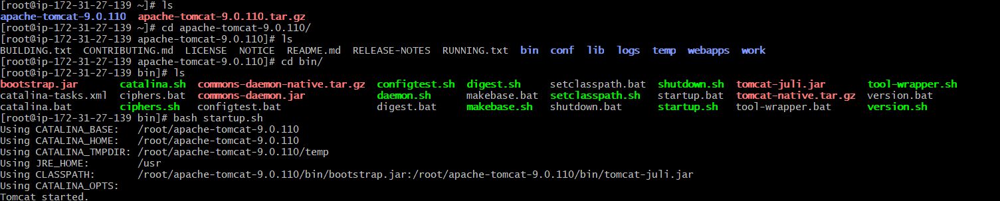 [root@ip-172-31-27-139 ~]# ls
apache-tomcat-9.0.110  apache-tomcat-9.0.110.tar.gz
[root@ip-172-31-27-139 ~]# cd apache-tomcat-9.0.110/
[root@ip-172-31-27-139 apache-tomcat-9.0.110]# ls
BUILDING.txt  CONTRIBUTING.md  LICENSE  NOTICE  README.md  RELEASE-NOTES  RUNNING.txt  bin  conf  lib  logs  temp  webapps  work
[root@ip-172-31-27-139 apache-tomcat-9.0.110]# cd bin/
[root@ip-172-31-27-139 bin]# ls
bootstrap.jar       catalina.sh  commons-daemon-native.tar.gz  configtest.sh  digest.sh     setclasspath.bat  shutdown.sh  tomcat-juli.jar       tool-wrapper.sh
catalina-tasks.xml  ciphers.bat  commons-daemon.jar            daemon.sh      makebase.bat  setclasspath.sh   startup.bat  tomcat-native.tar.gz  version.bat
catalina.bat        ciphers.sh   configtest.bat                digest.bat     makebase.sh   shutdown.bat      startup.sh   tool-wrapper.bat      version.sh
[root@ip-172-31-27-139 bin]# bash startup.sh
Using CATALINA_BASE:   /root/apache-tomcat-9.0.110
Using CATALINA_HOME:   /root/apache-tomcat-9.0.110
Using CATALINA_TMPDIR: /root/apache-tomcat-9.0.110/temp
Using JRE_HOME:        /usr
Using CLASSPATH:       /root/apache-tomcat-9.0.110/bin/bootstrap.jar:/root/apache-tomcat-9.0.110/bin/tomcat-juli.jar
Using CATALINA_OPTS:
Tomcat started.